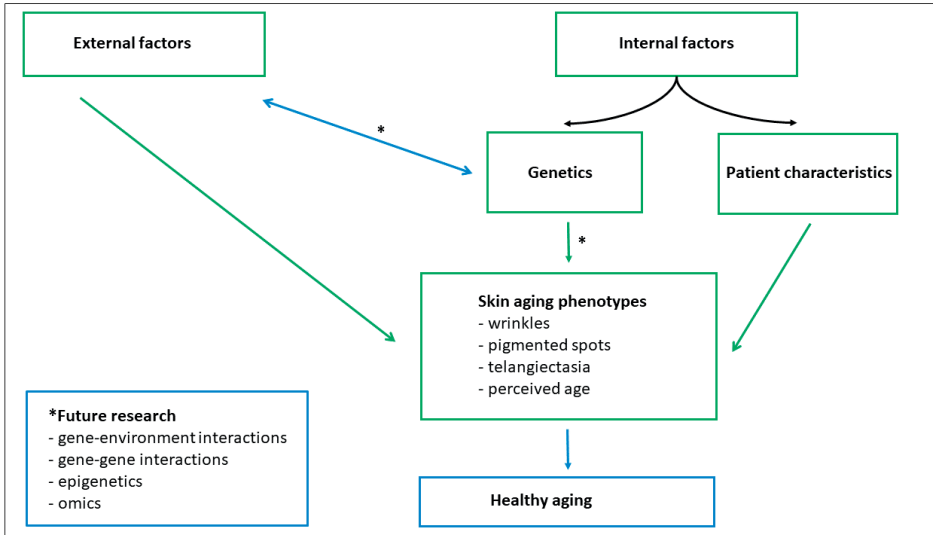 External factors
Internal factors
*
Genetics
Patient characteristics
*
Skin aging phenotypes
- wrinkles
- pigmented spots
- telangiectasia
- perceived age
*Future research
- gene-environment interactions
- gene-gene interactions
- epigenetics
- omics
Healthy aging